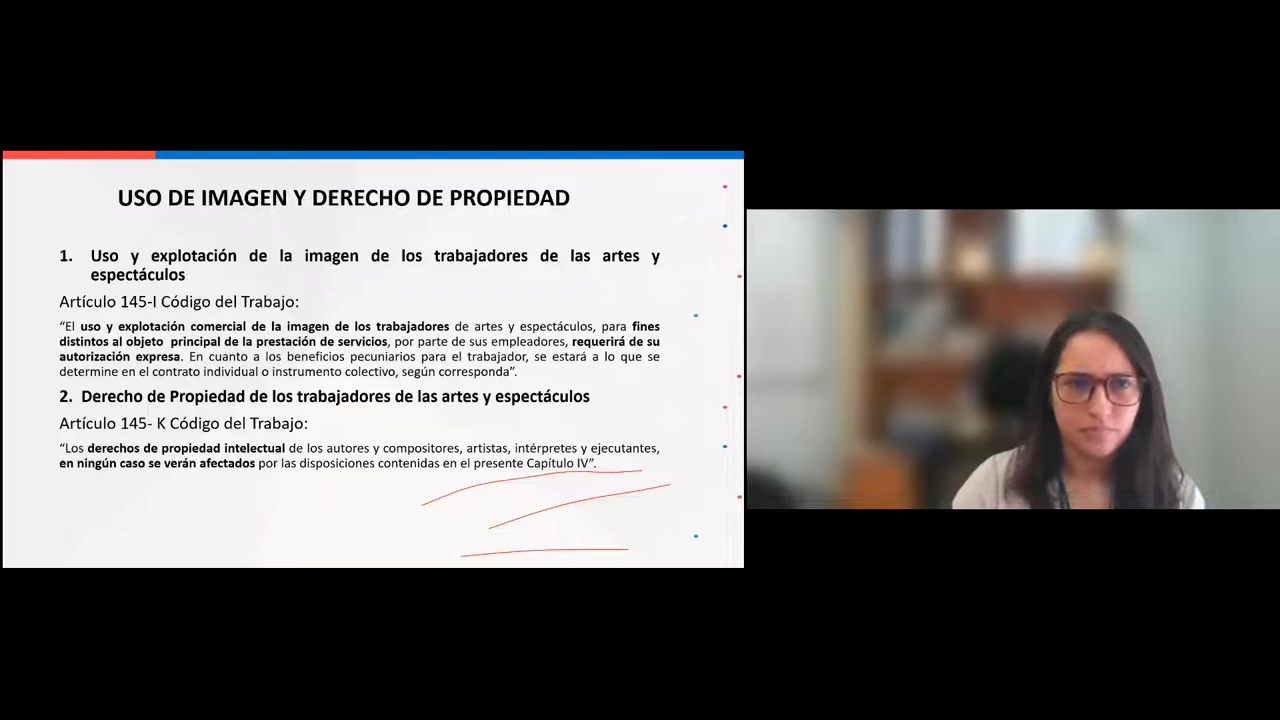 USO DE IMAGEN Y DERECHO DE PROPIEDAD
1. Uso y explotación de la imagen de los trabajadores de las artes y
espectáculos
Artículo 145-I Código del Trabajo:
“El uso y explotación comercial de la imagen de los trabajadores de artes y espectáculos, para fines
distintos al objeto principal de la prestación de servicios, por parte de sus empleadores, requerirá de su
autorización expresa. En cuanto a los beneficios pecuniarios para el trabajador, se estará a lo que se
determine en el contrato individual o instrumento colectivo, según corresponda”.
2. Derecho de Propiedad de los trabajadores de las artes y espectáculos
Artículo 145- K Código del Trabajo:
“Los derechos de propiedad intelectual de los autores y compositores, artistas, intérpretes y ejecutantes,
en ningún caso se verán afectados por las disposiciones contenidas en el presente Capítulo IV”.